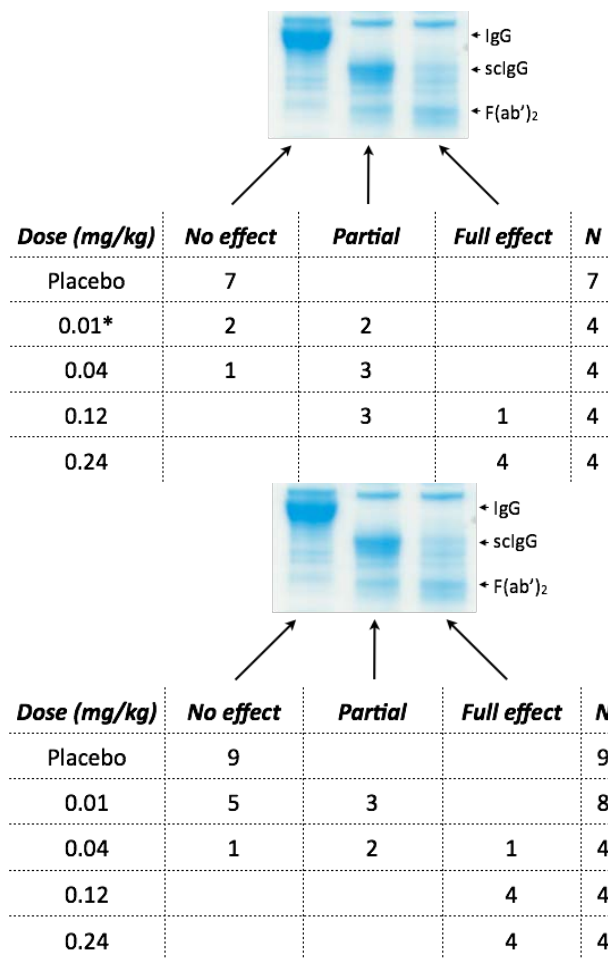 IgG
scIgG
F(ab')₂
Dose (mg/kg) No effect Partial Full effect N
Placebo 7 7
0.01* 2 2 4
0.04 1 3 4
0.12 3 1 4
0.24 4 4
IgG
scIgG
F(ab')₂
Dose (mg/kg) No effect Partial Full effect N
Placebo 9 9
0.01 5 3 8
0.04 1 2 1 4
0.12 4 4
0.24 4 4